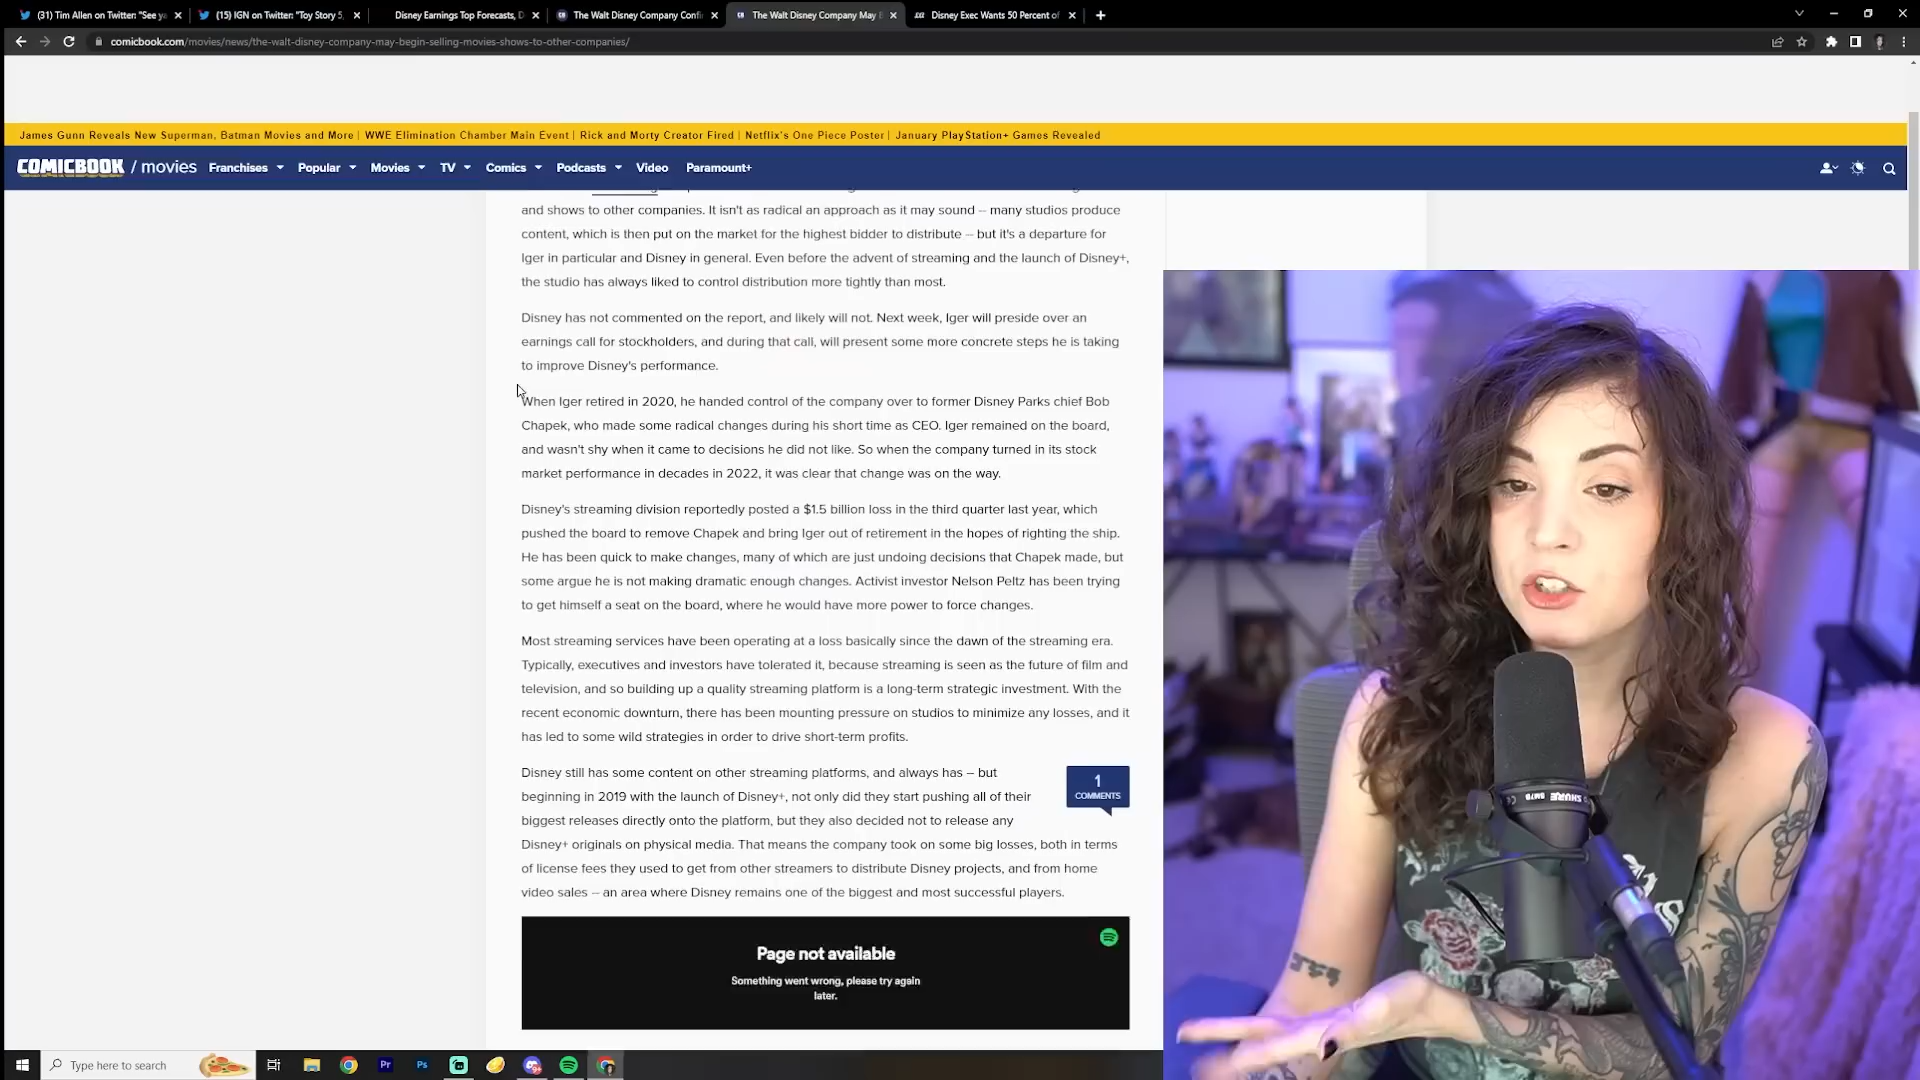 (31) Tim Allen on Twitter: "See ya
(15) IGN on Twitter: "Toy Story 5,
Disney Earnings Top Forecasts, D
The Walt Disney Company Confi
The Walt Disney Company May B
Disney Exec Wants 50 Percent of
comicbook.com/movies/news/the-walt-disney-company-may-begin-selling-movies-shows-to-other-companies/
James Gunn Reveals New Superman, Batman Movies and More | WWE Elimination Chamber Main Event | Rick and Morty Creator Fired | Netflix's One Piece Poster | January PlayStation+ Games Revealed
COMICBOOK / movies Franchises Popular Movies TV Comics Podcasts Video Paramount+
and shows to other companies. It isn't as radical an approach as it may sound -- many studios produce
content, which is then put on the market for the highest bidder to distribute -- but it's a departure for
Iger in particular and Disney in general. Even before the advent of streaming and the launch of Disney+,
the studio has always liked to control distribution more tightly than most.
Disney has not commented on the report, and likely will not. Next week, Iger will preside over an
earnings call for stockholders, and during that call, will present some more concrete steps he is taking
to improve Disney's performance.
When Iger retired in 2020, he handed control of the company over to former Disney Parks chief Bob
Chapek, who made some radical changes during his short time as CEO. Iger remained on the board,
and wasn't shy when it came to decisions he did not like. So when the company turned in its stock
market performance in decades in 2022, it was clear that change was on the way.
Disney's streaming division reportedly posted a $1.5 billion loss in the third quarter last year, which
pushed the board to remove Chapek and bring Iger out of retirement in the hopes of righting the ship.
He has been quick to make changes, many of which are just undoing decisions that Chapek made, but
some argue he is not making dramatic enough changes. Activist investor Nelson Peltz has been trying
to get himself a seat on the board, where he would have more power to force changes.
Most streaming services have been operating at a loss basically since the dawn of the streaming era.
Typically, executives and investors have tolerated it, because streaming is seen as the future of film and
television, and so building up a quality streaming platform is a long-term strategic investment. With the
recent economic downturn, there has been mounting pressure on studios to minimize any losses, and it
has led to some wild strategies in order to drive short-term profits.
Disney still has some content on other streaming platforms, and always has – but
beginning in 2019 with the launch of Disney+, not only did they start pushing all of their
biggest releases directly onto the platform, but they also decided not to release any
Disney+ originals on physical media. That means the company took on some big losses, both in terms
of license fees they used to get from other streamers to distribute Disney projects, and from home
video sales -- an area where Disney remains one of the biggest and most successful players.
1
COMMENTS
Page not available
Something went wrong, please try again
later.
Type here to search
Pr
Ps
SHURE SM7B